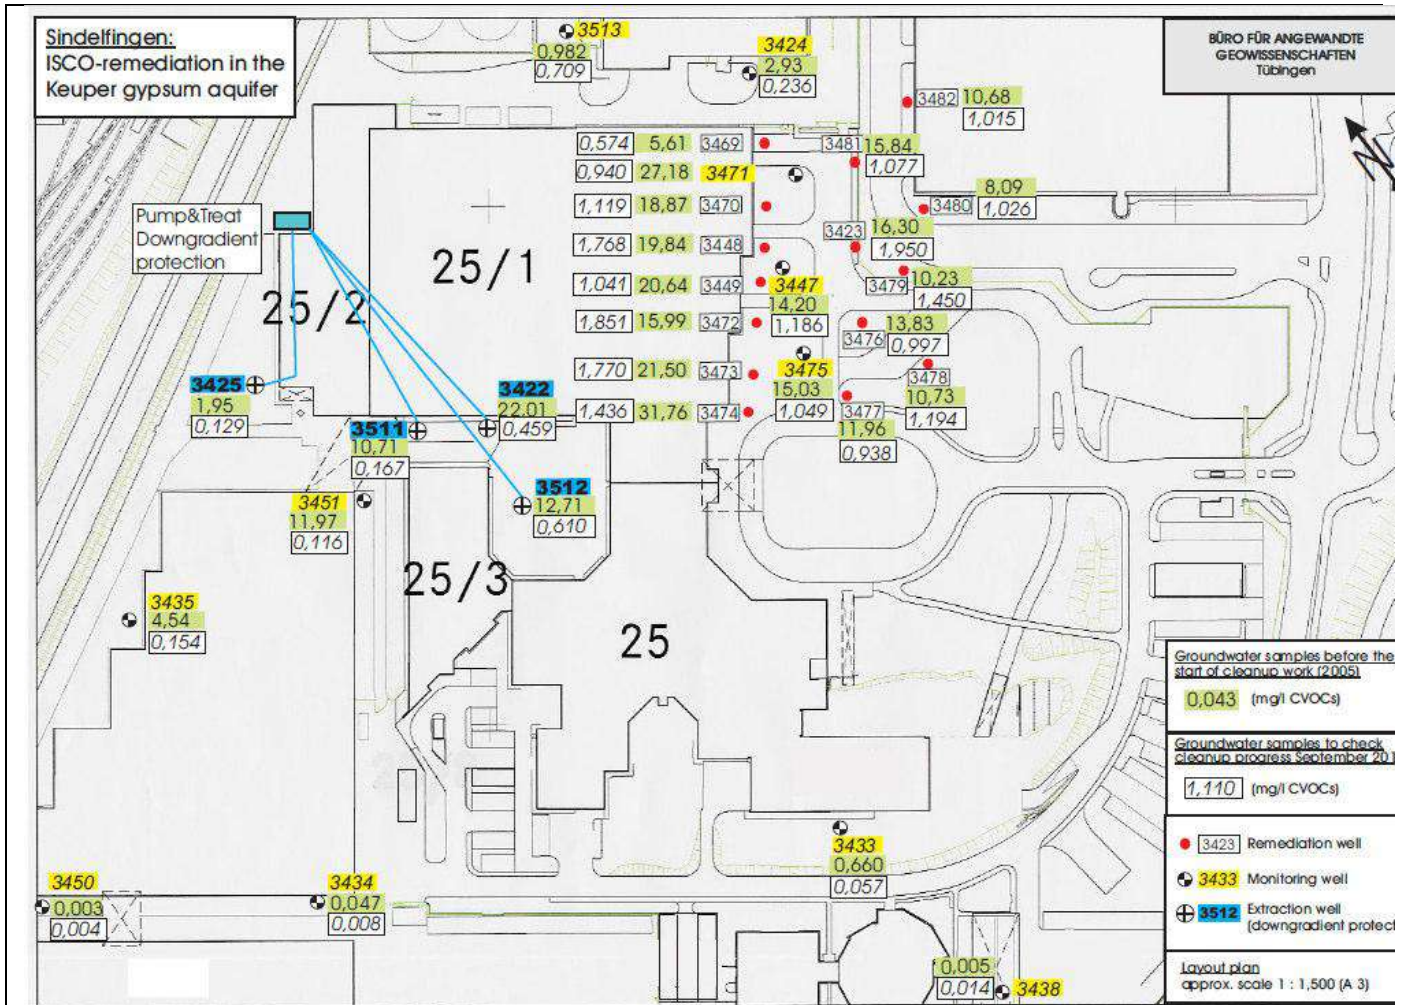 Sindelfingen:
ISCO-remediation in the
Keuper gypsum aquifer
3513
0,982
0,709
3424
2,93
0,236
BÜRO FÜR ANGEWANDTE
GEOWISSENSCHAFTEN
Tübingen
3482 10,68
1,015
0,574 5,61 3469
3481 15,84
1,077
0,940 27,18 3471
1,119 18,87 3470
8,09
3480 1,026
Pump&Treat
Downgradient
protection
1,768 19,84 3448
3423 16,30
1,950
25/1
1,041 20,64 3449
3447
14,20
1,186
3479 10,23
1,450
25/2
1,851 15,99 3472
13,83
3476 0,997
1,770 21,50 3473
3475
15,03
1,049
3478
10,73
1,194
3425
1,95
0,129
3422
22,01
0,459
1,436 31,76 3474
3477
11,96
0,938
3511
10,71
0,167
3512
12,71
0,610
3451
11,97
0,116
25/3
3435
4,54
0,154
25
Groundwater samples before the
start of cleanup work (2005)
0,043 (mg/l CVOCs)
Groundwater samples to check
cleanup progress September 201
1,110 (mg/l CVOCs)
3423 Remediation well
3433 Monitoring well
3512 Extraction well
(downgradient protect
Layout plan
approx. scale 1 : 1,500 (A 3)
3433
0,660
0,057
3450
0,003
0,004
3434
0,047
0,008
0,005
0,014 3438
N